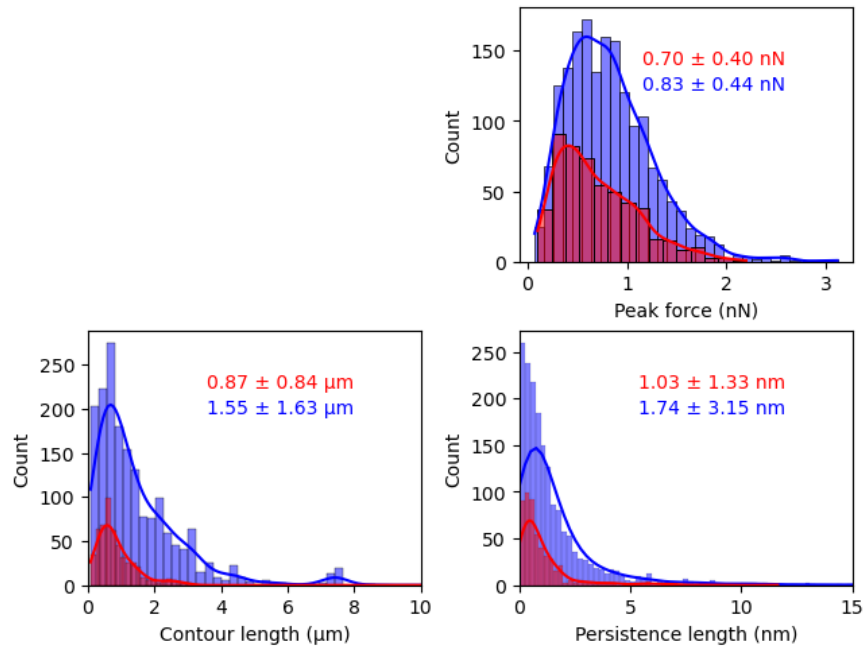 150
100
50
0
Count
0.70 ± 0.40 nN
0.83 ± 0.44 nN
0 1 2 3
Peak force (nN)
250
200
150
100
50
0
Count
0.87 ± 0.84 μm
1.55 ± 1.63 μm
0 2 4 6 8 10
Contour length (μm)
250
200
150
100
50
0
Count
1.03 ± 1.33 nm
1.74 ± 3.15 nm
0 5 10 15
Persistence length (nm)